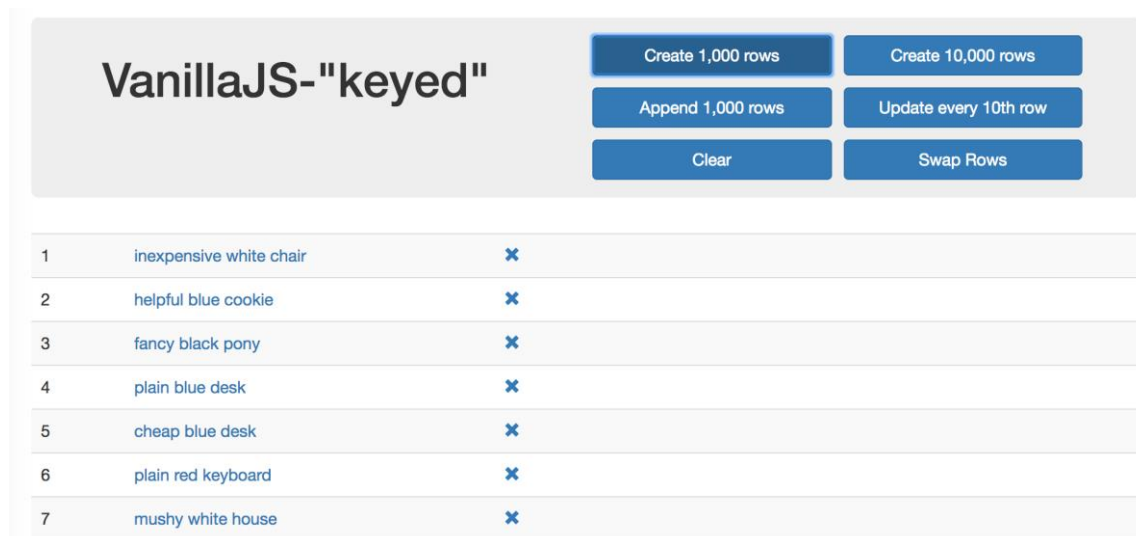 VanillaJS-"keyed"
Create 1,000 rows
Create 10,000 rows
Append 1,000 rows
Update every 10th row
Clear
Swap Rows
1 inexpensive white chair ✖
2 helpful blue cookie ✖
3 fancy black pony ✖
4 plain blue desk ✖
5 cheap blue desk ✖
6 plain red keyboard ✖
7 mushy white house ✖